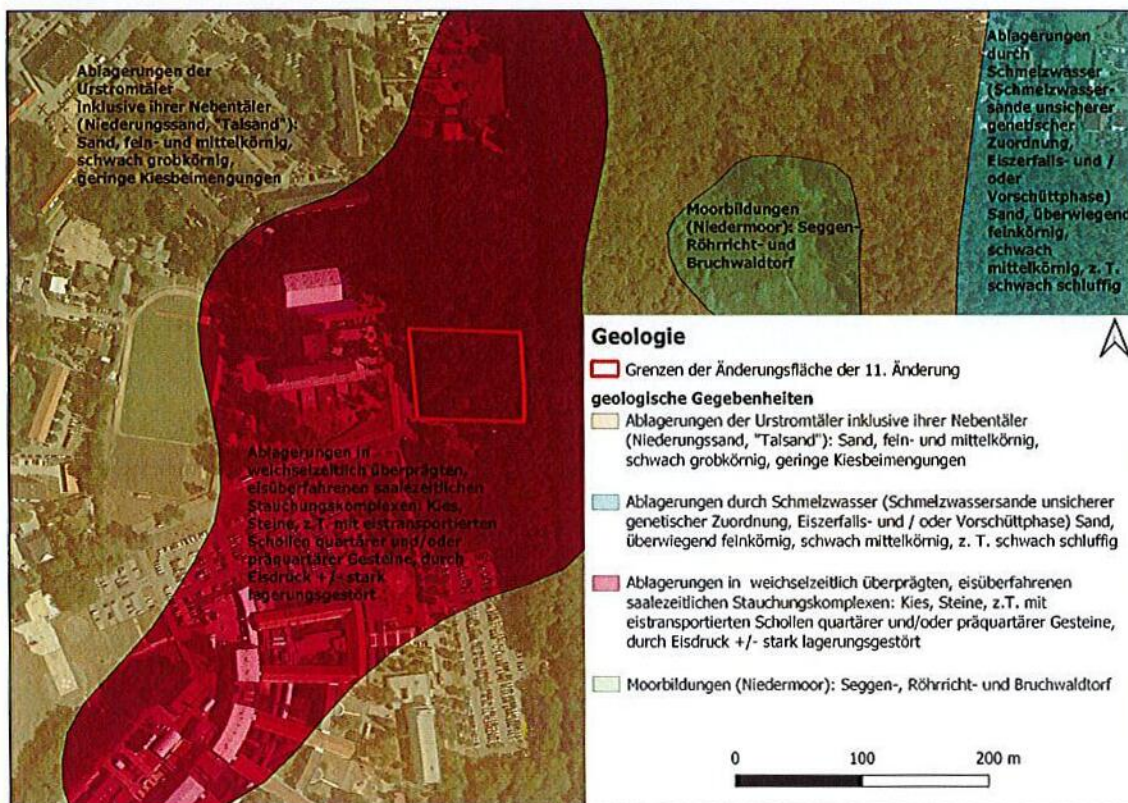 Ablagerungen der
Urstromtäler
inklusive ihrer Nebentäler
(Niederungssand, "Talsand"):
Sand, fein- und mittelkörnig,
schwach grobkörnig,
geringe Kiesbeimengungen
Ablagerungen
durch
Schmelzwasser
(Schmelzwasser-
sande unsicherer
genetischer
Zuordnung,
Eiszerfalls- und /
oder
Vorschüttphase)
Sand, überwiegend
feinkörnig,
schwach
mittelkörnig, z. T.
schwach schluffig
Moorbildungen
(Niedermoor): Seggen-,
Röhrricht- und
Bruchwaldtorf
Ablagerungen in
weichselzeitlich überprägten,
eisüberfahrenen saalezeitlichen
Stauchungskomplexen: Kies,
Steine, z.T. mit eistransportierten
Schollen quartärer und/oder
präquartärer Gesteine, durch
Eisdruck +/- stark
lagerungsgestört
Geologie
Grenzen der Änderungsfläche der 11. Änderung
geologische Gegebenheiten
Ablagerungen der Urstromtäler inklusive ihrer Nebentäler
(Niederungssand, "Talsand"): Sand, fein- und mittelkörnig,
schwach grobkörnig, geringe Kiesbeimengungen
Ablagerungen durch Schmelzwasser (Schmelzwassersande unsicherer
genetischer Zuordnung, Eiszerfalls- und / oder Vorschüttphase) Sand,
überwiegend feinkörnig, schwach mittelkörnig, z. T. schwach schluffig
Ablagerungen in weichselzeitlich überprägten, eisüberfahrenen
saalezeitlichen Stauchungskomplexen: Kies, Steine, z.T. mit
eistransportierten Schollen quartärer und/oder präquartärer Gesteine,
durch Eisdruck +/- stark lagerungsgestört
Moorbildungen (Niedermoor): Seggen-, Röhrricht- und Bruchwaldtorf
0 100 200 m